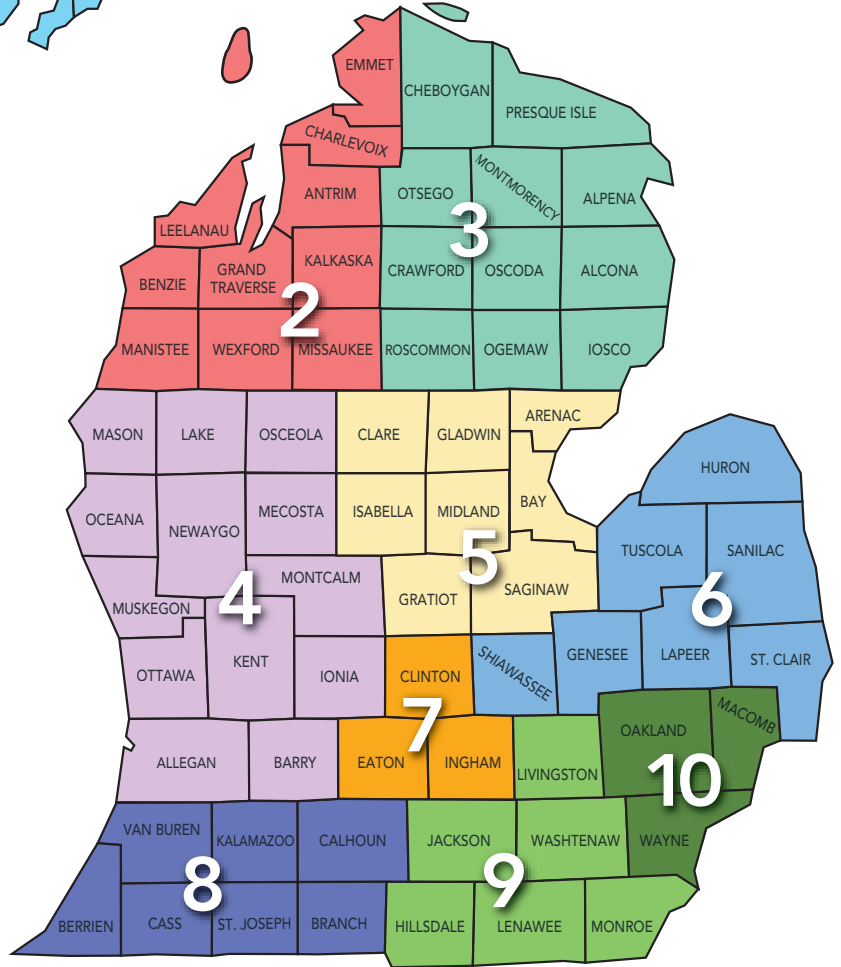 EMMET
CHEBOYGAN
PRESQUE ISLE
CHARLEVOIX
ANTRIM
OTSEGO
MONTMORENCY
ALPENA
3
LEELANAU
BENZIE
GRAND
TRAVERSE
KALKASKA
CRAWFORD
OSCODA
ALCONA
2
MANISTEE
WEXFORD
MISSAUKEE
ROSCOMMON
OGEMAW
IOSCO
ARENAC
MASON
LAKE
OSCEOLA
CLARE
GLADWIN
HURON
OCEANA
NEWAYGO
MECOSTA
ISABELLA
MIDLAND
BAY
TUSCOLA
SANILAC
5
MONTCALM
GRATIOT
SAGINAW
4
6
MUSKEGON
OTTAWA
KENT
IONIA
CLINTON
SHIAWASSEE
GENESEE
LAPEER
ST. CLAIR
7
OAKLAND
MACOMB
ALLEGAN
BARRY
EATON
INGHAM
LIVINGSTON
10
VAN BUREN
KALAMAZOO
CALHOUN
JACKSON
WASHTENAW
WAYNE
8
9
BERRIEN
CASS
ST. JOSEPH
BRANCH
HILLSDALE
LENAWEE
MONROE